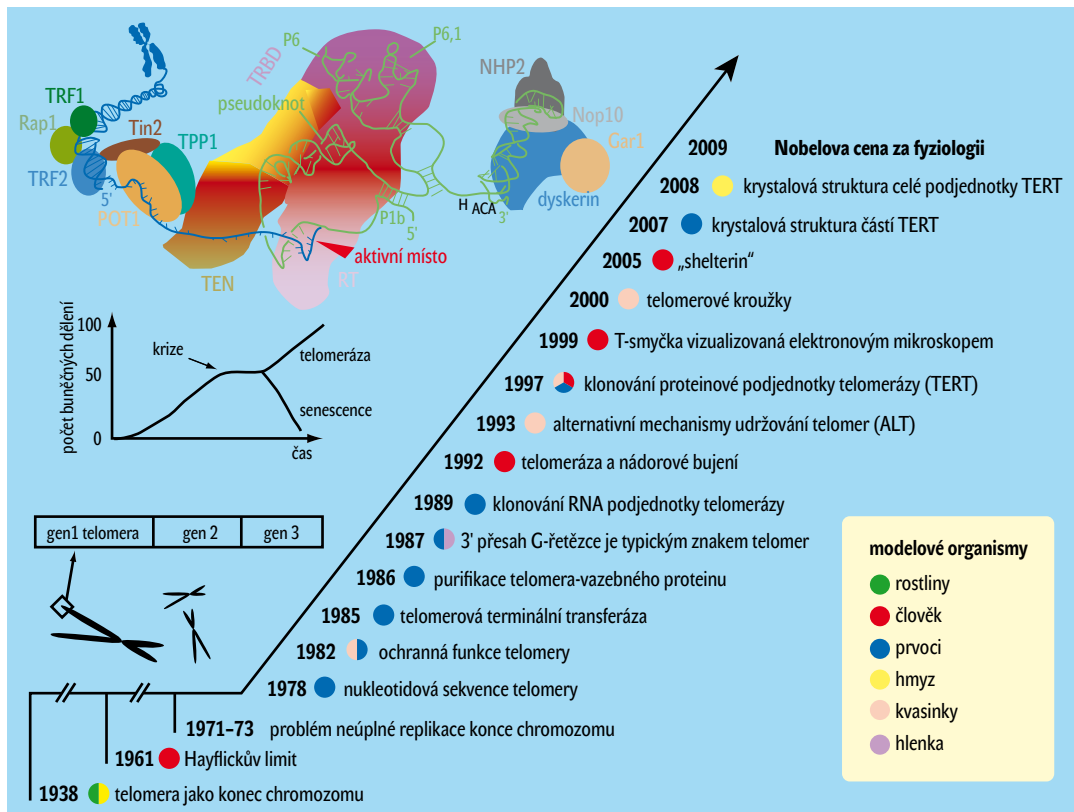 P6
P6,1
TRBD
pseudoknot
NHP2
Nop10
Gar1
dyskerin
TRF1
Rap1
Tin2
TPP1
TRF2
5'
POT1
TEN
P1b
5'
H ACA
3'
aktivní místo
RT
počet buněčných dělení
100
50
0
krize
telomeráza
senescence
čas
gen1 telomera
gen 2
gen 3
2009 Nobelova cena za fyziologii
2008 krystalová struktura celé podjednotky TERT
2007 krystalová struktura částí TERT
2005 „shelterin“
2000 telomerové kroužky
1999 T-smyčka vizualizovaná elektronovým mikroskopem
1997 klonování proteinové podjednotky telomerázy (TERT)
1993 alternativní mechanismy udržování telomer (ALT)
1992 telomeráza a nádorové bujení
1989 klonování RNA podjednotky telomerázy
1987 3' přesah G-řetězce je typickým znakem telomer
1986 purifikace telomera-vazebného proteinu
1985 telomerová terminální transferáza
1982 ochranná funkce telomery
1978 nukleotidová sekvence telomery
1971–73 problém neúplné replikace konce chromozomu
1961 Hayflickův limit
1938 telomera jako konec chromozomu
modelové organismy
rostliny
člověk
prvoci
hmyz
kvasinky
hlenka